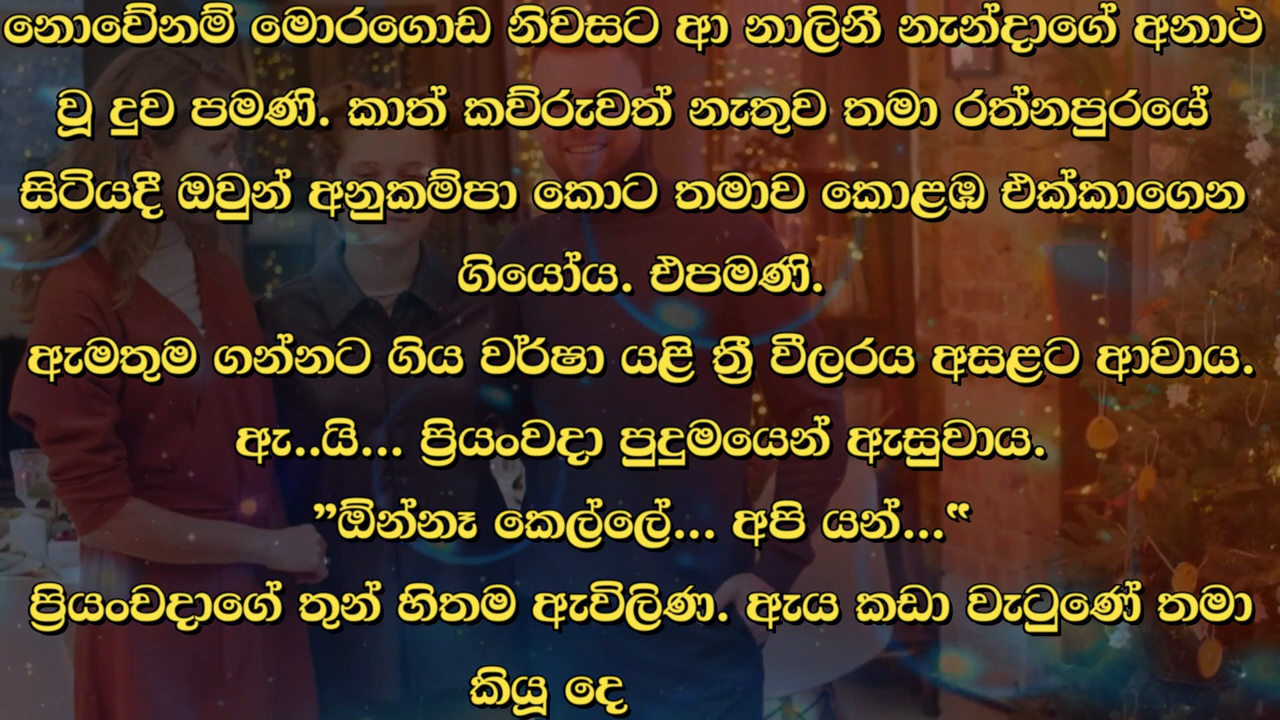 නොවේනම් මොරගොඩ නිවසට ආ නාලිනී නැන්දාගේ අනාථ
වූ දුව පමණි. කාත් කව්රුවත් නැතුව තමා රත්නපුරයේ
සිටියදී ඔවුන් අනුකම්පා කොට තමාව කොළඹ එක්කාගෙන
ගියෝය. එපමණි.
ඇමතුම ගන්නට ගිය වර්ෂා යළි ත්‍රී වීලරය අසළට ආවාය.
ඇ..යි... ප්‍රියංවදා පුදුමයෙන් ඇසුවාය.
”ඕන්නෑ කෙල්ලේ... අපි යන්...“
ප්‍රියංචදාගේ තුන් හිතම ඇවිලිණ. ඇය කඩා වැටුණේ තමා
කියූ දෙ